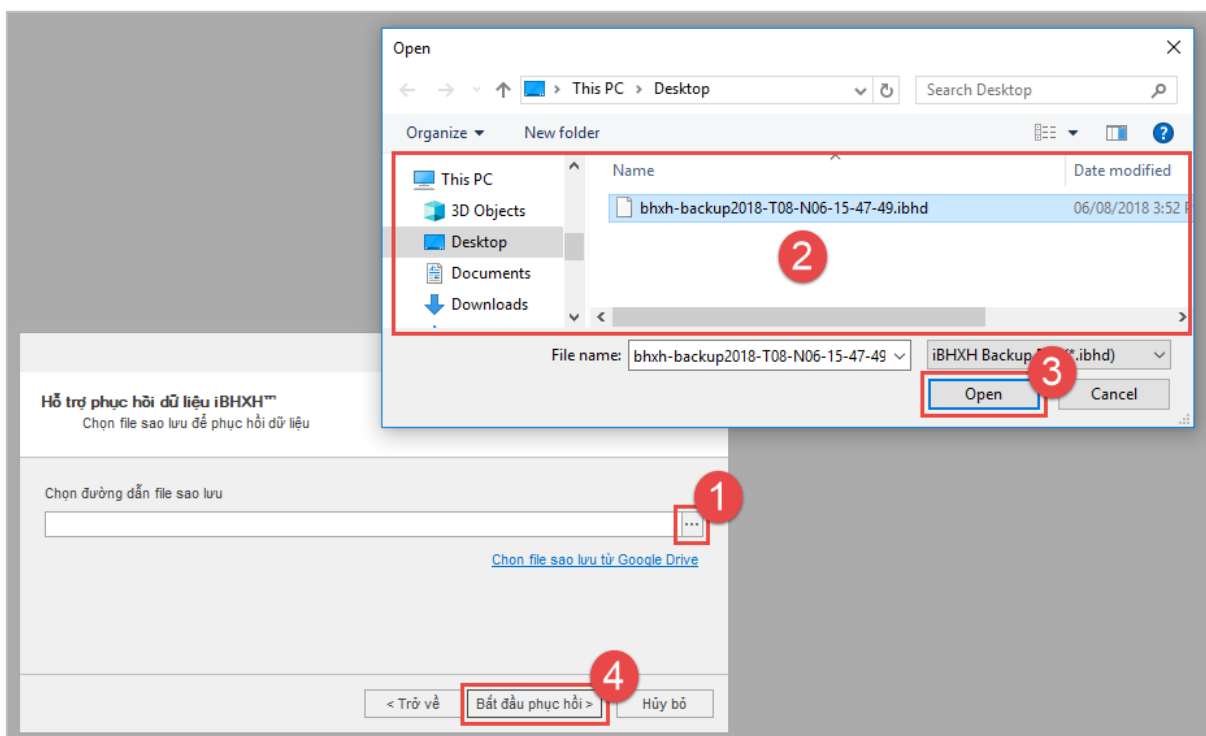 Open
This PC > Desktop
Search Desktop
Organize
New folder
Name
Date modified
This PC
3D Objects
Desktop
Documents
Downloads
bhxh-backup2018-T08-N06-15-47-49.ibhd
06/08/2018 3:52
2
File name:
bhxh-backup2018-T08-N06-15-47-49
iBHXH Backup (*.ibhd)
3
Open
Cancel
Hỗ trợ phục hồi dữ liệu iBHXH™
Chọn file sao lưu để phục hồi dữ liệu
Chọn đường dẫn file sao lưu
1
...
Chọn file sao lưu từ Google Drive
4
< Trở về
Bắt đầu phục hồi >
Hủy bỏ